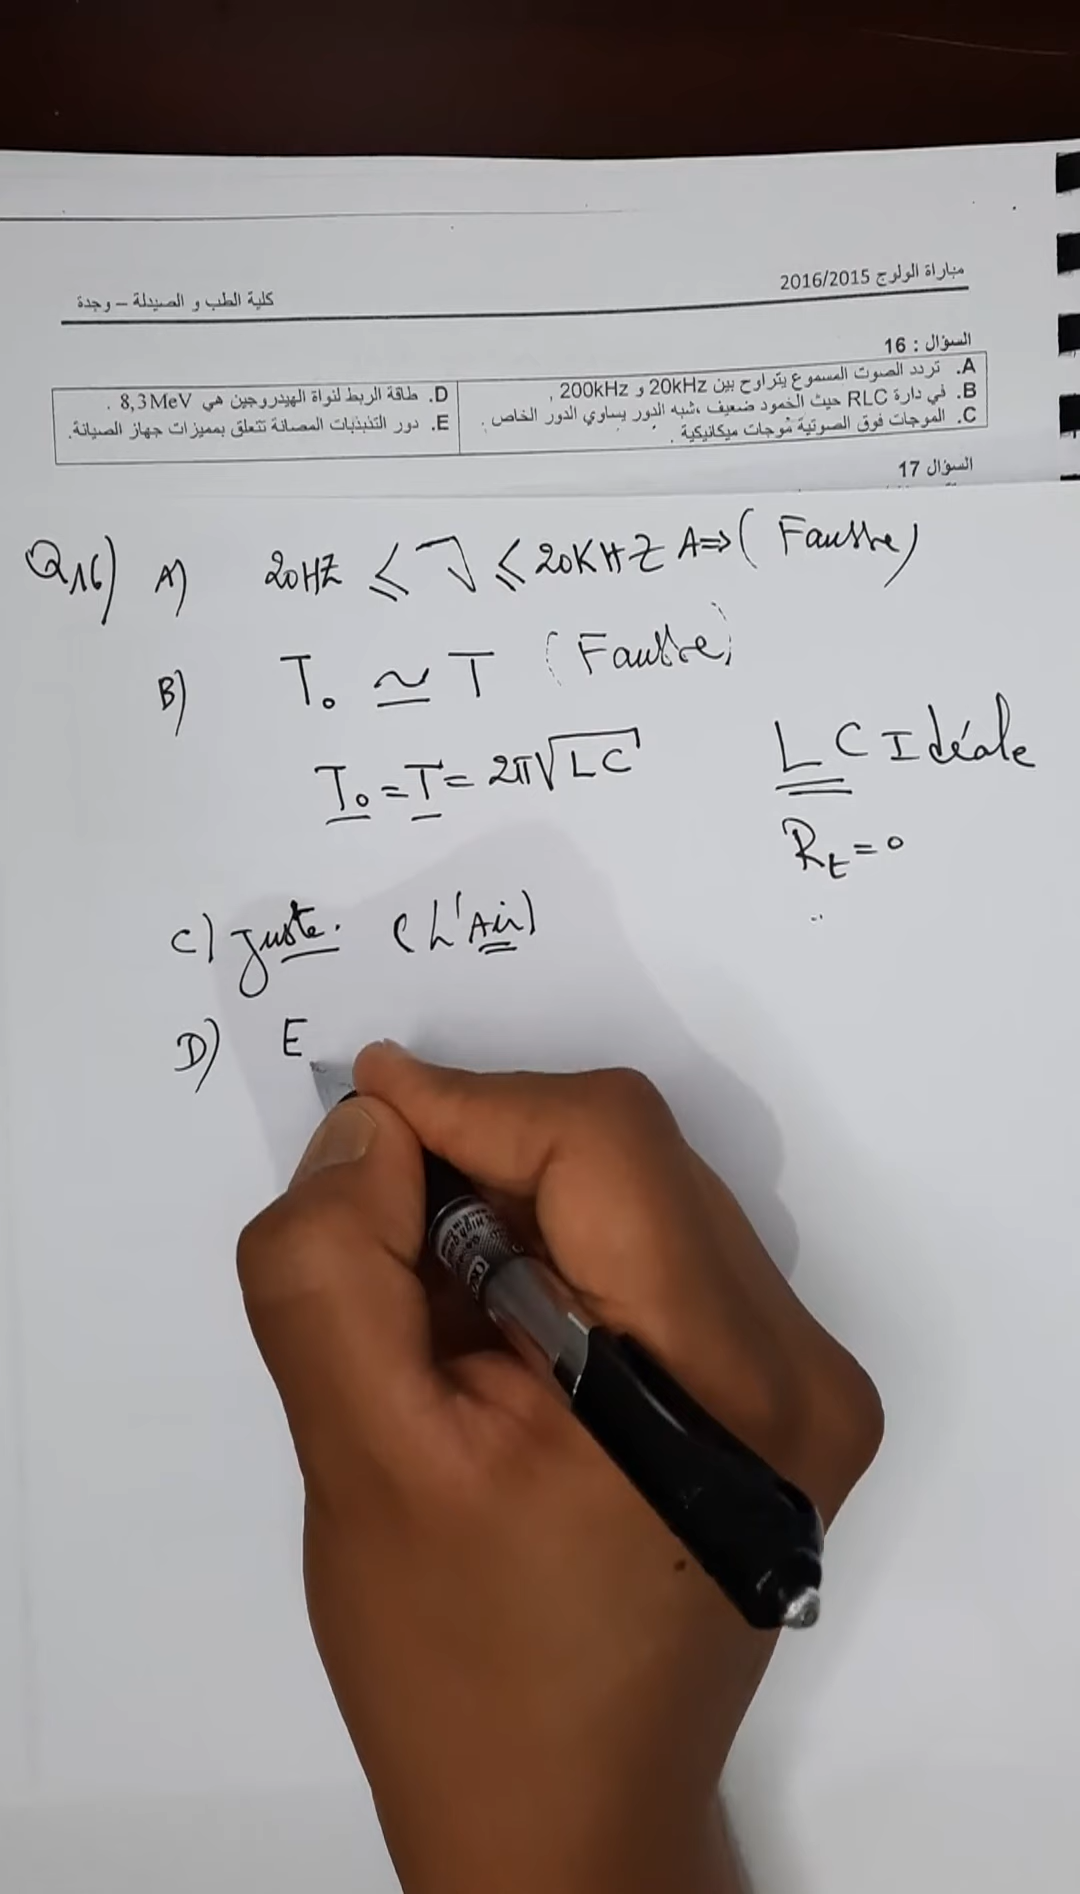 مباراة الولوج 2016/2015
كلية الطب و الصيدلة – وجدة
السؤال : 16
A. تردد الصوت المسموع يتراوح بين 20kHz و 200kHz ,
B. في دارة RLC حيث الخمود ضعيف ،شبه الدور يساوي الدور الخاص .
C. الموجات فوق الصوتية موجات ميكانيكية .
D. طاقة الربط لنواة الهيدروجين هي 8,3MeV .
E. دور التذبذبات المصانة تتعلق بمميزات جهاز الصيانة.
السؤال 17
Q16) A) 20HZ ≤ ≤ 20KHZ A⇒ ( Fausse)
B) T₀ ≃ T (Fausse)
T₀ = T = 2π√LC
LC Idéale
Rt = 0
C) juste. (L'Air)
D) E